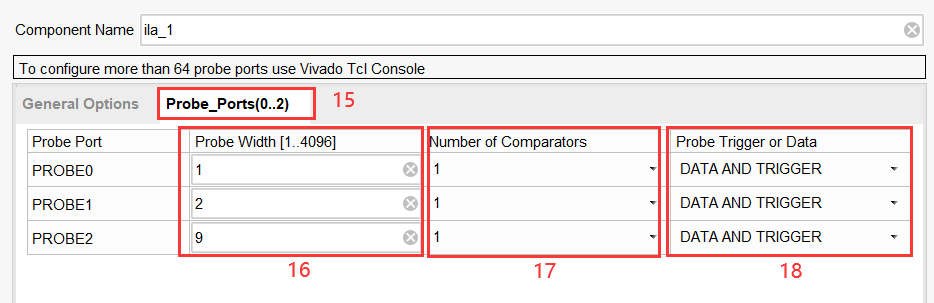 Component Name ila_1
To configure more than 64 probe ports use Vivado Tcl Console
General Options Probe_Ports(0..2) 15
Probe Port Probe Width [1..4096] Number of Comparators Probe Trigger or Data
PROBE0 1 1 DATA AND TRIGGER
PROBE1 2 1 DATA AND TRIGGER
PROBE2 9 1 DATA AND TRIGGER
16 17 18